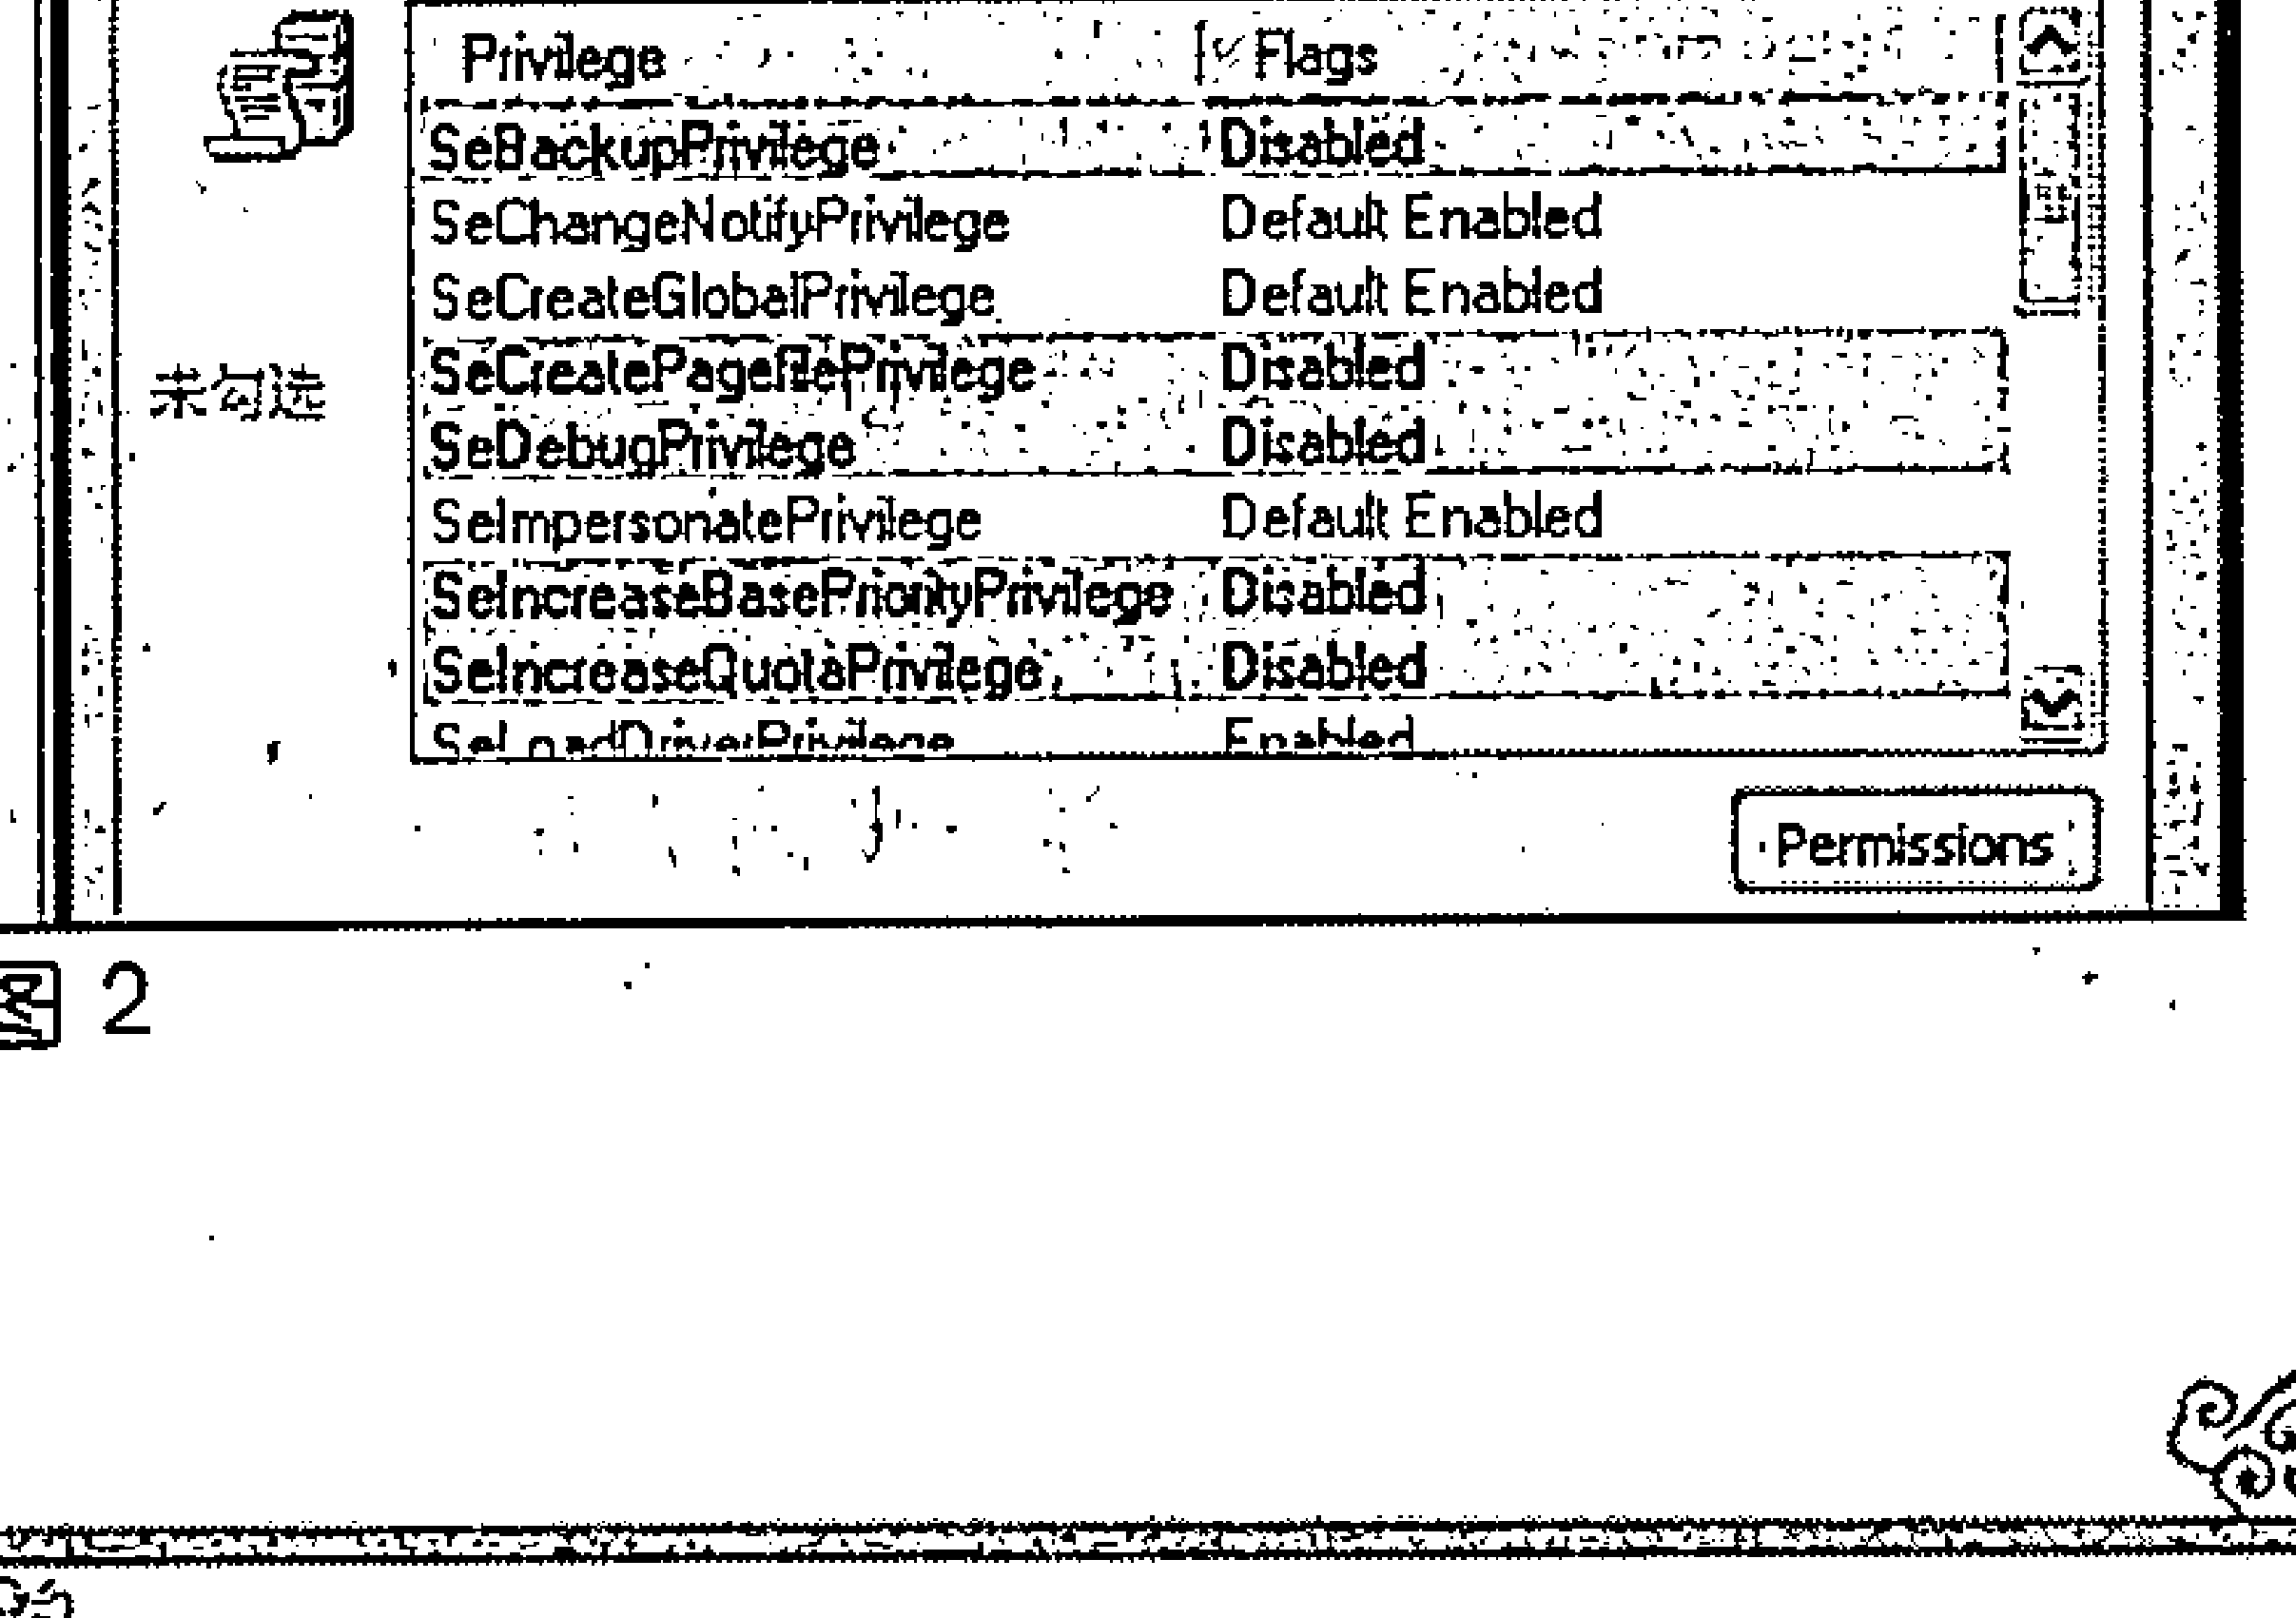 Privilege Flags
SeBackupPrivilege Disabled
SeChangeNotifyPrivilege Default Enabled
SeCreateGlobalPrivilege Default Enabled
SeCreatePagefilePrivilege Disabled
未勾选
SeDebugPrivilege Disabled
SeImpersonatePrivilege Default Enabled
SeIncreaseBasePriorityPrivilege Disabled
SeIncreaseQuotaPrivilege Disabled
SeLoadDriverPrivilege Enabled
Permissions
图 2